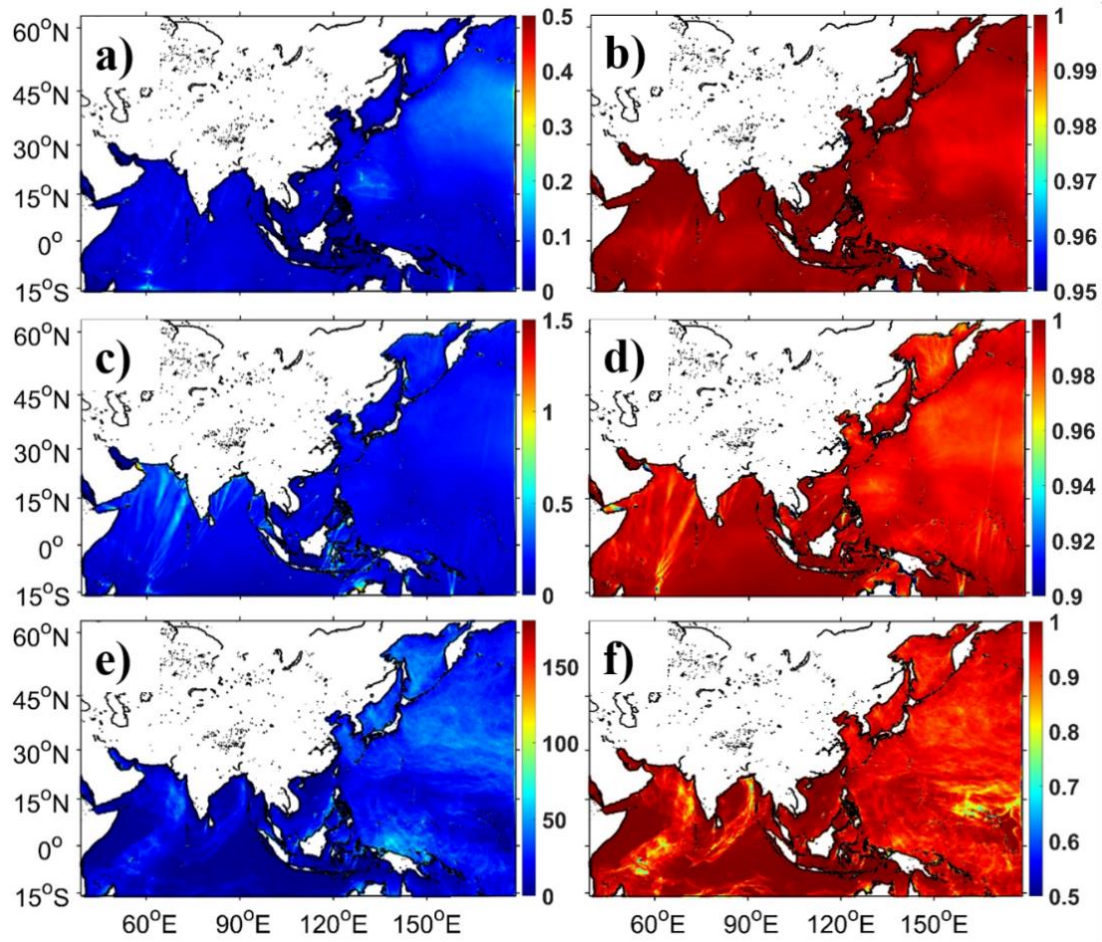 a)
60°N
45°N
30°N
15°N
0°
15°S
0.5
0.4
0.3
0.2
0.1
0
b)
1
0.99
0.98
0.97
0.96
0.95
c)
60°N
45°N
30°N
15°N
0°
15°S
1.5
1
0.5
0
d)
1
0.98
0.96
0.94
0.92
0.9
e)
60°N
45°N
30°N
15°N
0°
15°S
150
100
50
0
60°E 90°E 120°E 150°E
f)
1
0.9
0.8
0.7
0.6
0.5
60°E 90°E 120°E 150°E